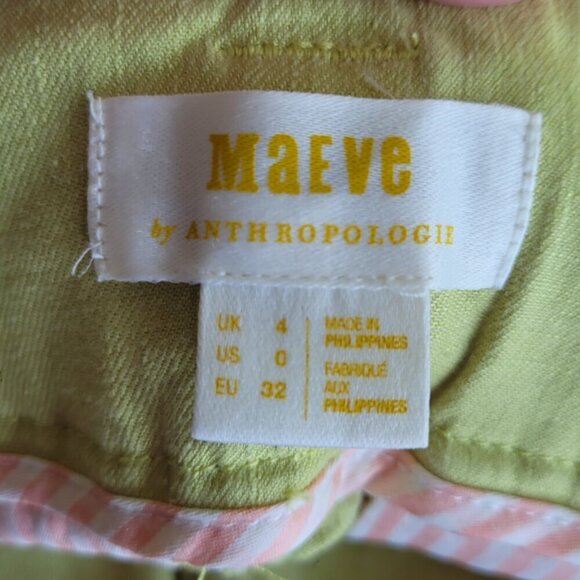 MaEVe
by ANTHROPOLOGIE
UK 4
US 0
EU 32
MADE IN
PHILIPPINES
FABRIQUÉ
AUX
PHILIPPINES